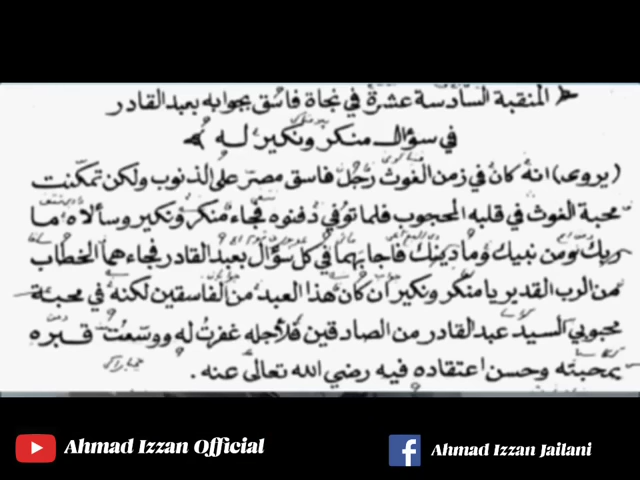 المنقبة السادسة عشرة في نجاة فاسق بجوابه بعبد القادر
في سؤال منكر ونكير له
(يروى) انه كان في زمن الغوث رجل فاسق مصرّ على الذنوب ولكن تمكنت
محبة الغوث في قلبه المحجوب فلما توفي دفنوه فجاء منكر ونكير وسألاه ما
ربك ومن نبيك وما دينك فاجابهما في كل سؤال بعبد القادر فجاءهما الخطاب
من الرب القدير يا منكر ونكير ان كان هذا العبد من الفاسقين لكنه في محبة
محبوبي السيد عبد القادر من الصادقين فلأجله غفرت له ووسّعت قبره
بمحبته وحسن اعتقاده فيه رضي الله تعالى عنه .
Ahmad Izzan Official
Ahmad Izzan Jailani